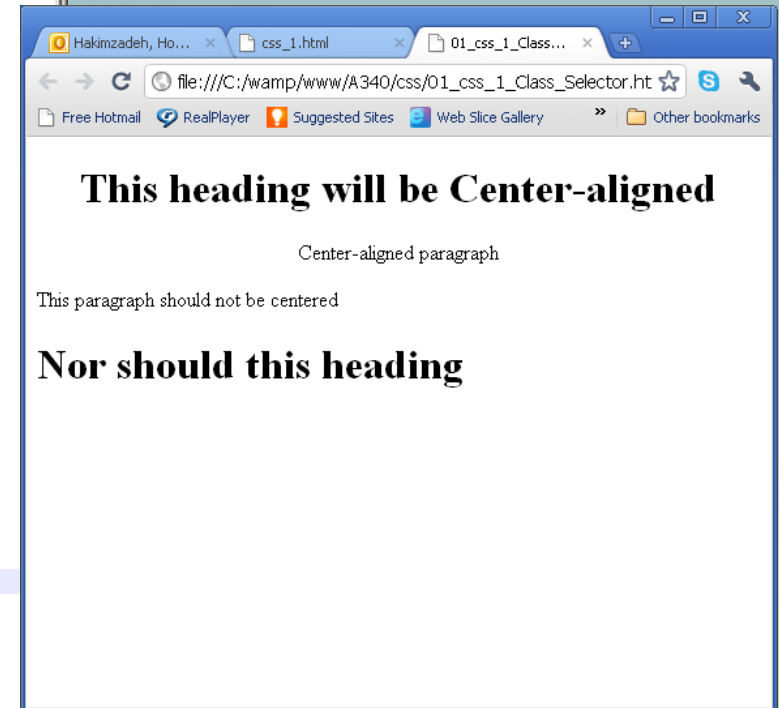 Hakimzadeh, Ho... css_1.html 01_css_1_Class...
file:///C:/wamp/www/A340/css/01_css_1_Class_Selector.ht
Free Hotmail RealPlayer Suggested Sites Web Slice Gallery » Other bookmarks
This heading will be Center-aligned
Center-aligned paragraph
This paragraph should not be centered
Nor should this heading